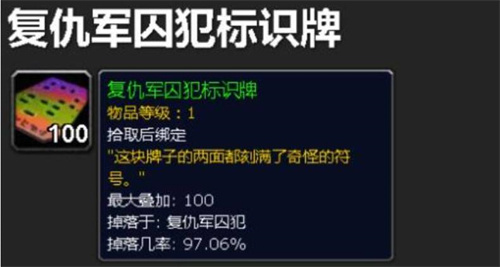 复仇军囚犯标识牌
100
复仇军囚犯标识牌
物品等级：1
拾取后绑定
"这块牌子的两面都刻满了奇怪的符
号。"
最大叠加: 100
掉落于: 复仇军囚犯
掉落几率: 97.06%